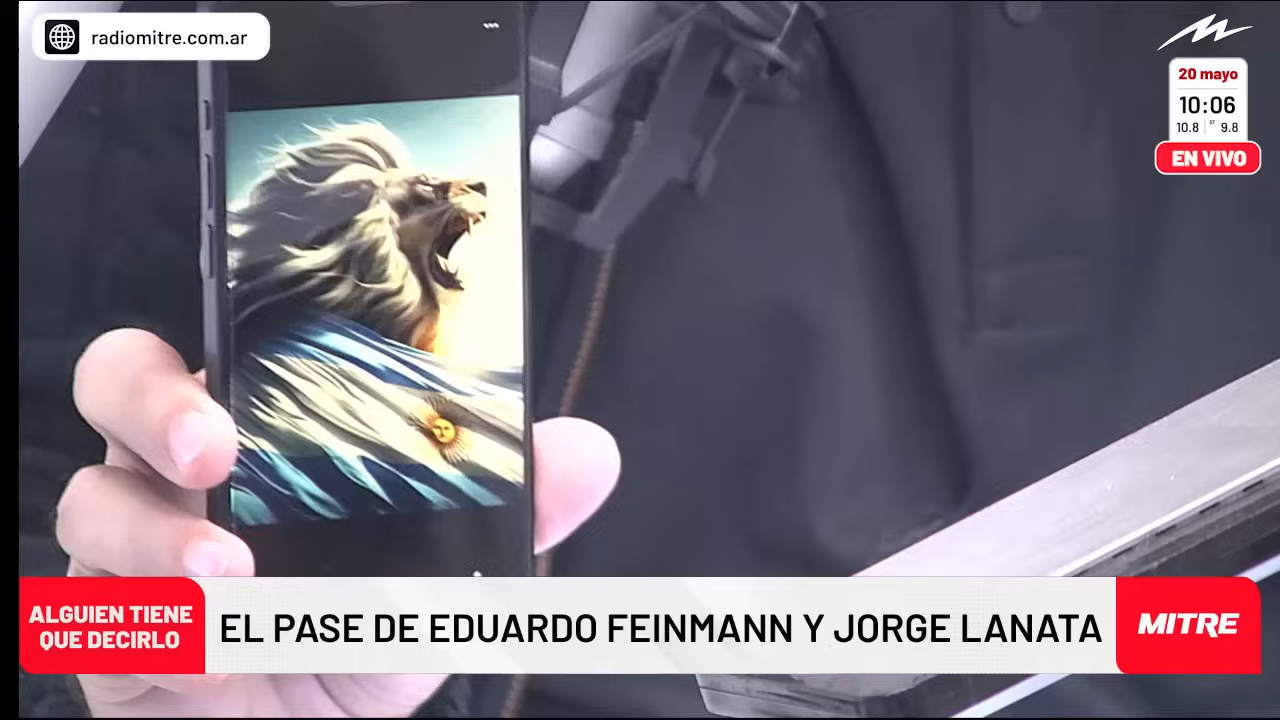 radiomitre.com.ar
20 mayo
10:06
10.8 ST 9.8
EN VIVO
ALGUIEN TIENE
QUE DECIRLO
EL PASE DE EDUARDO FEINMANN Y JORGE LANATA
MITRE